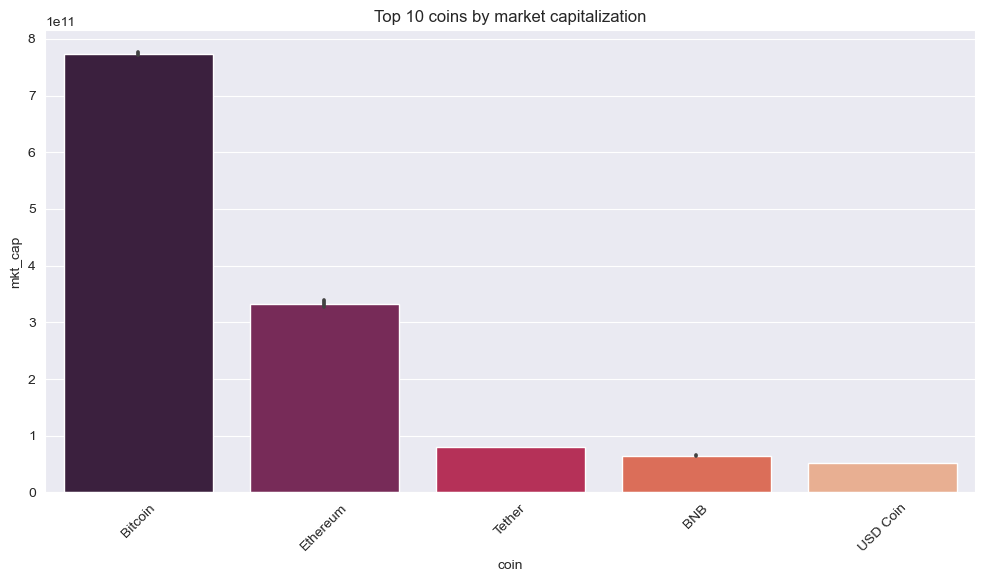 Top 10 coins by market capitalization
1e11
8
7
6
5
4
3
2
1
0
mkt_cap
Bitcoin
Ethereum
Tether
BNB
USD Coin
coin